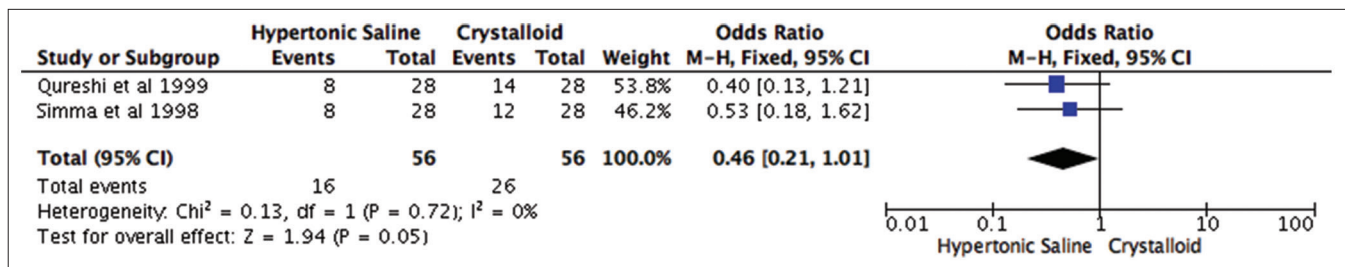 Hypertonic Saline Crystalloid Odds Ratio Odds Ratio
Study or Subgroup Events Total Events Total Weight M-H, Fixed, 95% CI M-H, Fixed, 95% CI
Qureshi et al 1999 8 28 14 28 53.8% 0.40 [0.13, 1.21]
Simma et al 1998 8 28 12 28 46.2% 0.53 [0.18, 1.62]
Total (95% CI) 56 56 100.0% 0.46 [0.21, 1.01]
Total events 16 26
Heterogeneity: Chi² = 0.13, df = 1 (P = 0.72); I² = 0%
Test for overall effect: Z = 1.94 (P = 0.05)
0.01 0.1 1 10 100
Hypertonic Saline Crystalloid